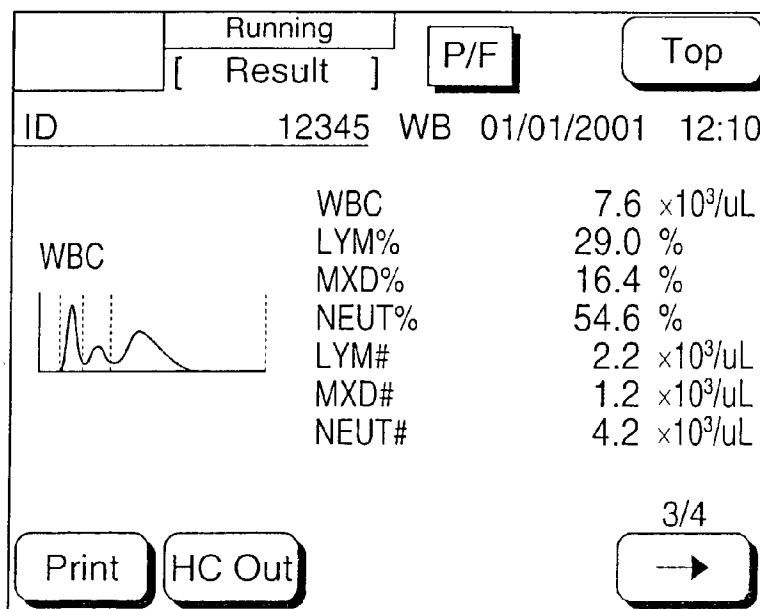 Running
[ Result ]
P/F
Top
ID 12345 WB 01/01/2001 12:10
WBC
WBC 7.6 ×10³/uL
LYM% 29.0 %
MXD% 16.4 %
NEUT% 54.6 %
LYM# 2.2 ×10³/uL
MXD# 1.2 ×10³/uL
NEUT# 4.2 ×10³/uL
3/4
Print
HC Out
→